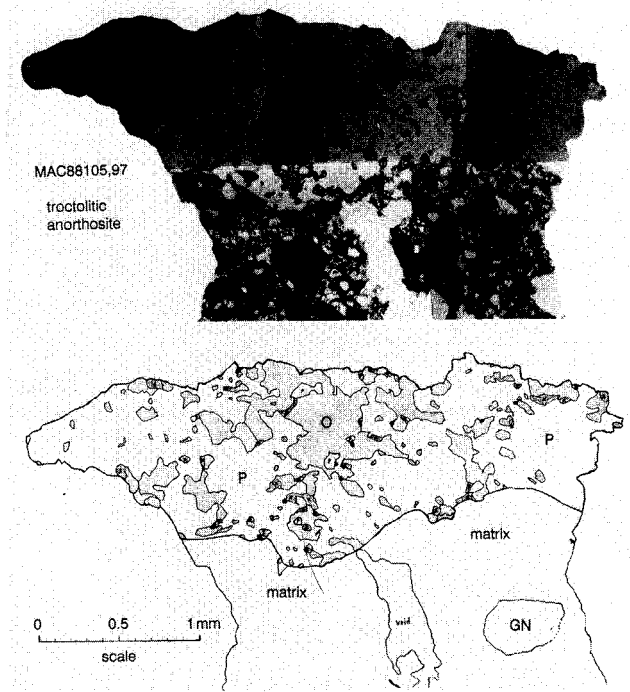 MAC88105,97
troctolitic
anorthosite
O
P
P
matrix
matrix
void
GN
0 0.5 1 mm
scale